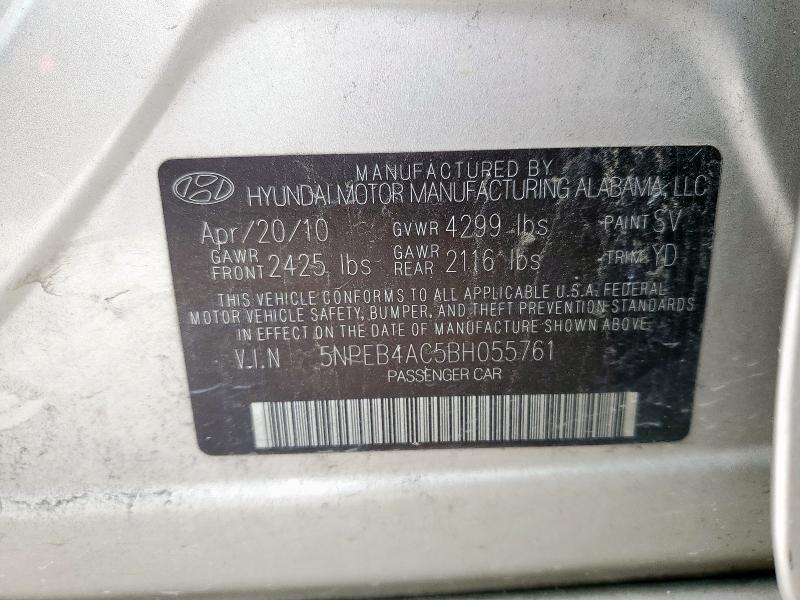 MANUFACTURED BY
HYUNDAI MOTOR MANUFACTURING ALABAMA, LLC
Apr/20/10 GVWR 4299 lbs PAINT: SV
GAWR FRONT 2425 lbs GAWR REAR 2116 lbs TRIM: YD
THIS VEHICLE CONFORMS TO ALL APPLICABLE U.S.A. FEDERAL
MOTOR VEHICLE SAFETY, BUMPER, AND THEFT PREVENTION STANDARDS
IN EFFECT ON THE DATE OF MANUFACTURE SHOWN ABOVE.
V.I.N 5NPEB4AC5BH055761
PASSENGER CAR